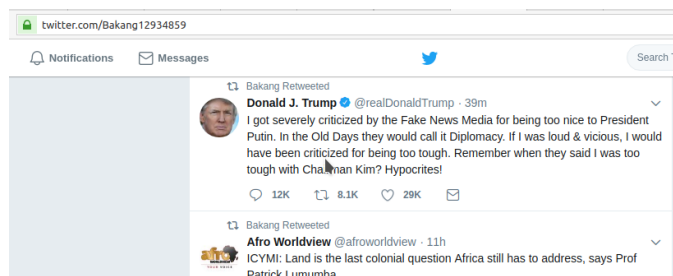 twitter.com/Bakang12934859
Notifications Messages Search
Bakang Retweeted
Donald J. Trump @realDonaldTrump · 39m
I got severely criticized by the Fake News Media for being too nice to President
Putin. In the Old Days they would call it Diplomacy. If I was loud & vicious, I would
have been criticized for being too tough. Remember when they said I was too
tough with Chairman Kim? Hypocrites!
12K 8.1K 29K
Bakang Retweeted
Afro Worldview @afroworldview · 11h
afro
ICYMI: Land is the last colonial question Africa still has to address, says Prof
Patrick Lumumba